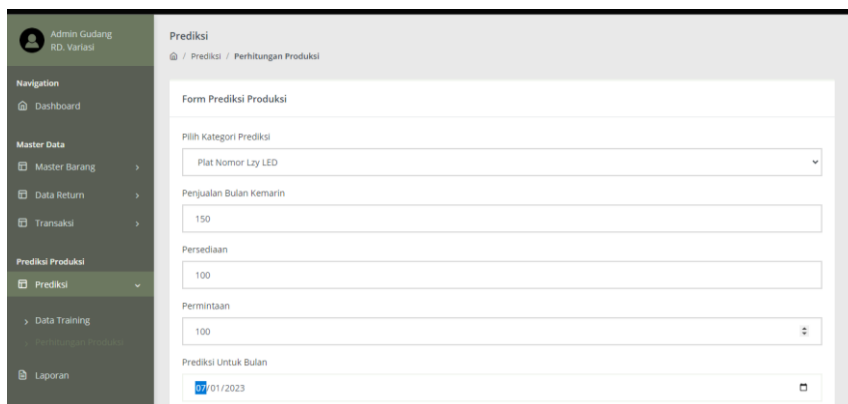 Admin Gudang
RD. Variasi
Navigation
Dashboard
Master Data
Master Barang
Data Return
Transaksi
Prediksi Produksi
Prediksi
Data Training
Perhitungan Produksi
Laporan
Prediksi
/ Prediksi / Perhitungan Produksi
Form Prediksi Produksi
Pilih Kategori Prediksi
Plat Nomor Lzy LED
Penjualan Bulan Kemarin
150
Persediaan
100
Permintaan
100
Prediksi Untuk Bulan
07/01/2023